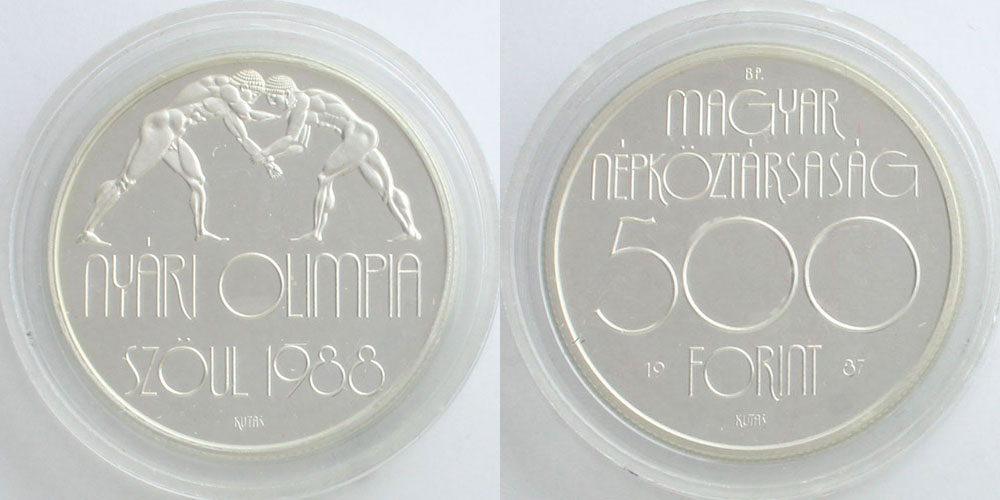 NYÁRI OLIMPIA
SZÖUL 1988
KUTAS
BP.
MAGYAR
NÉPKÖZTÁRSASÁG
500
19 FORINT 87
KUTAS